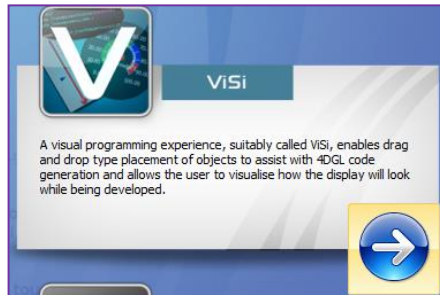 V
ViSi
A visual programming experience, suitably called ViSi, enables drag
and drop type placement of objects to assist with 4DGL code
generation and allows the user to visualise how the display will look
while being developed.